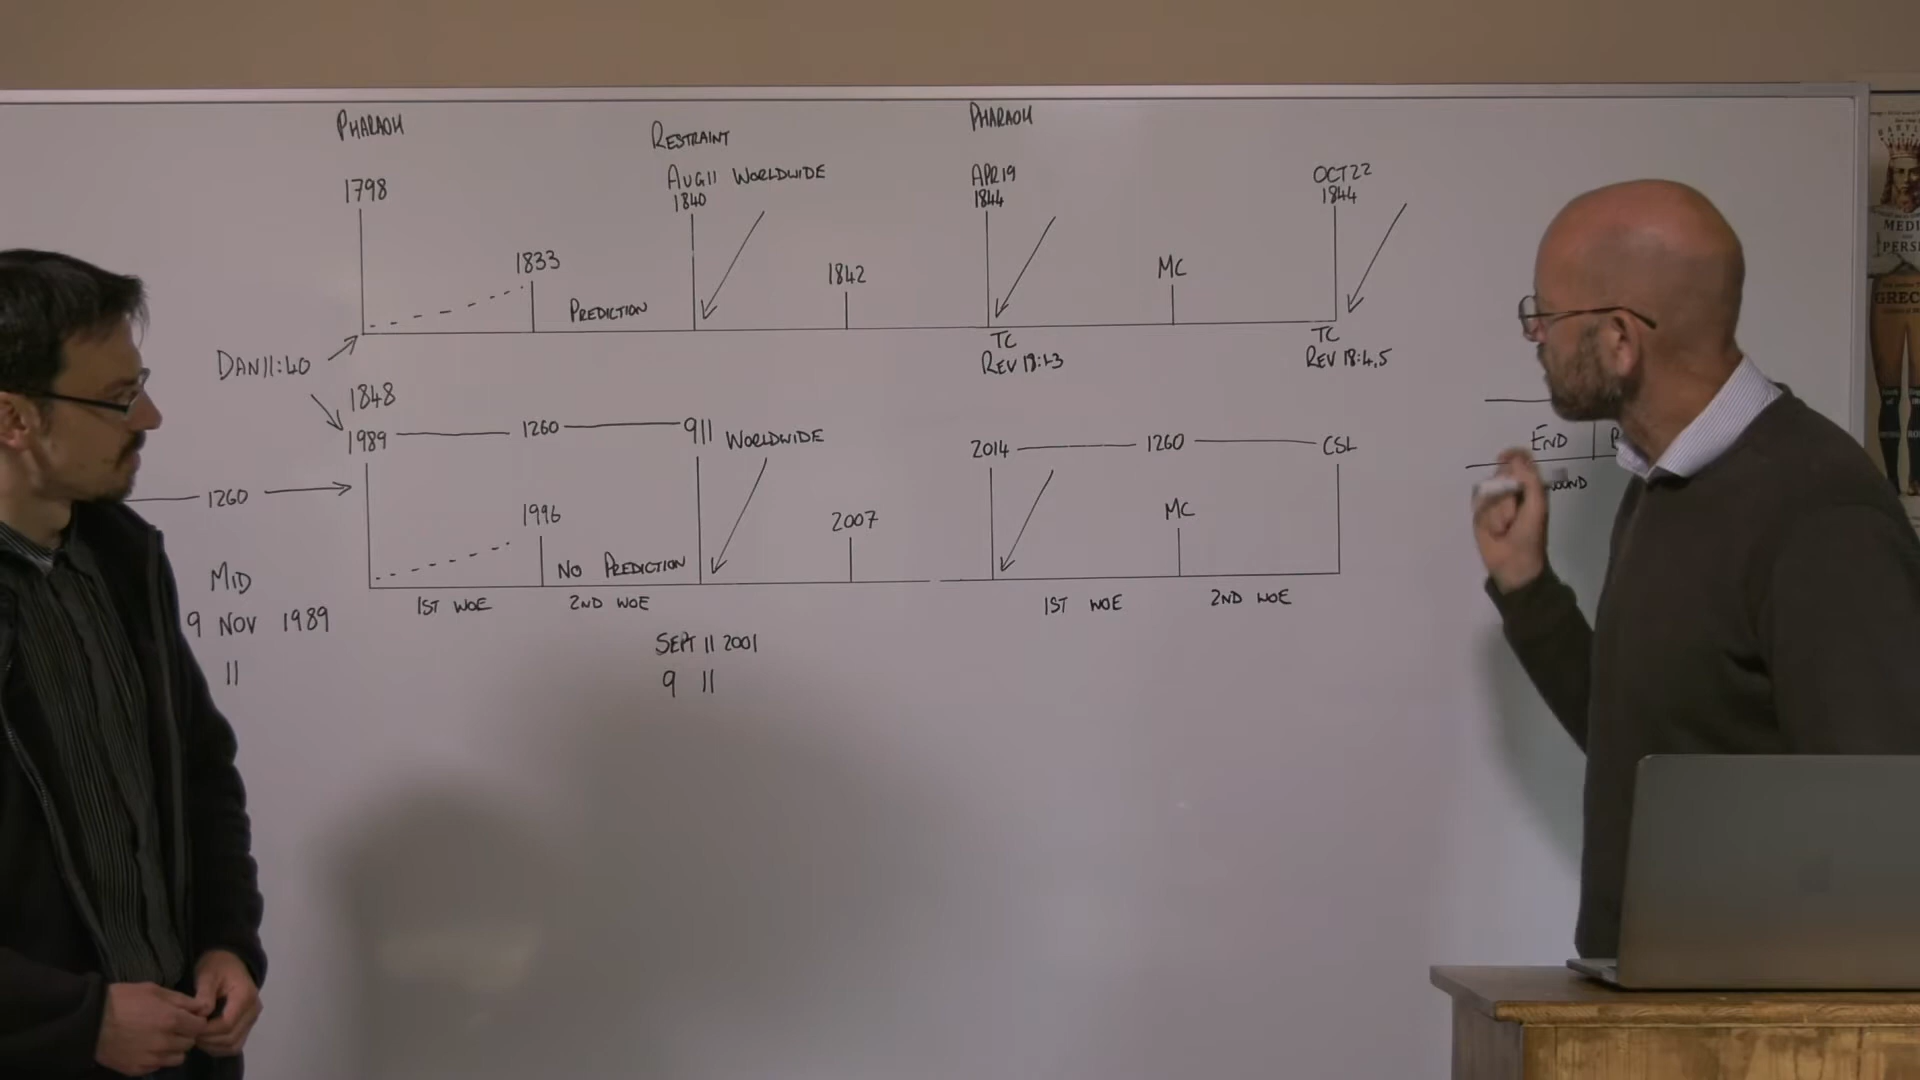 PHARAOH
RESTRAINT
PHARAOH
1798
AUG11 WORLDWIDE
1840
APR19
1844
OCT22
1844
1833
PREDICTION
1842
MC
TC
REV 18:1-3
TC
REV 18:4,5
DAN11:40
1848
1989 1260 911 WORLDWIDE
2014 1260 CSL
END
1260
1996
NO PREDICTION
2007
MC
MID
9 NOV 1989
11
1ST WOE 2ND WOE
1ST WOE 2ND WOE
SEPT 11 2001
9 11
MEDI
PERS
GREC